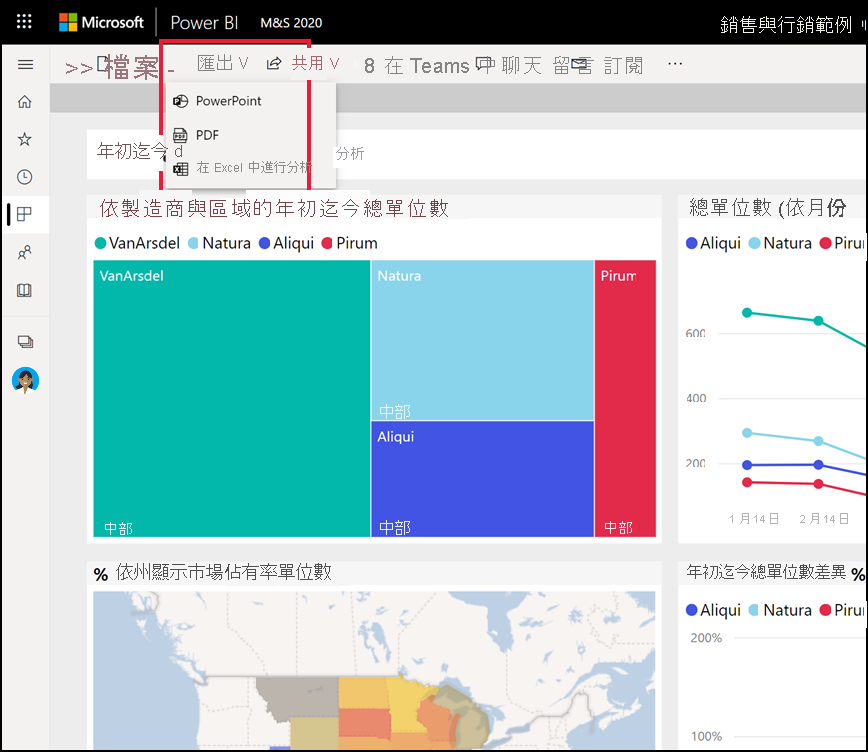 Microsoft Power BI M&S 2020 銷售與行銷範例
>> 檔案 匯出 共用 8 在 Teams 中 聊天 留言 訂閱 ...
PowerPoint
PDF
在 Excel 中進行分析
年初迄今 d
分析
依製造商與區域的年初迄今總單位數
VanArsdel Natura Aliqui Pirum
VanArsdel
Natura
Pirum
中部
Aliqui
中部
中部
中部
總單位數 (依月份
Aliqui Natura Piru
600
400
200
1 月 14 日 2 月 14 日
% 依州顯示市場佔有率單位數
年初迄今總單位數差異 %
Aliqui Natura Piru
200%
100%